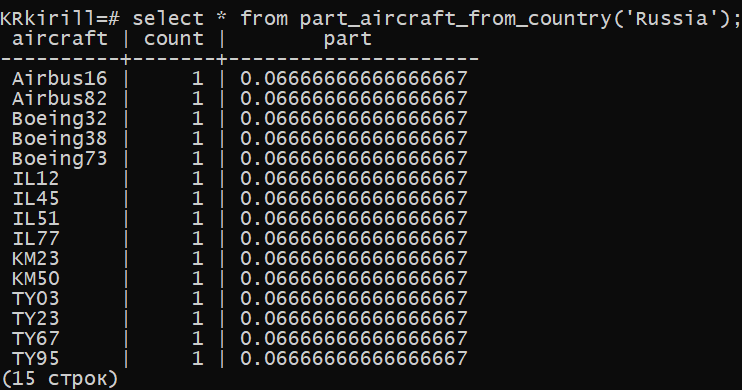 KRkirill=# select * from part_aircraft_from_country('Russia');
 aircraft | count |        part
----------+-------+---------------------
 Airbus16 |     1 | 0.06666666666666667
 Airbus82 |     1 | 0.06666666666666667
 Boeing32 |     1 | 0.06666666666666667
 Boeing38 |     1 | 0.06666666666666667
 Boeing73 |     1 | 0.06666666666666667
 IL12     |     1 | 0.06666666666666667
 IL45     |     1 | 0.06666666666666667
 IL51     |     1 | 0.06666666666666667
 IL77     |     1 | 0.06666666666666667
 KM23     |     1 | 0.06666666666666667
 KM50     |     1 | 0.06666666666666667
 TY03     |     1 | 0.06666666666666667
 TY23     |     1 | 0.06666666666666667
 TY67     |     1 | 0.06666666666666667
 TY95     |     1 | 0.06666666666666667
(15 строк)